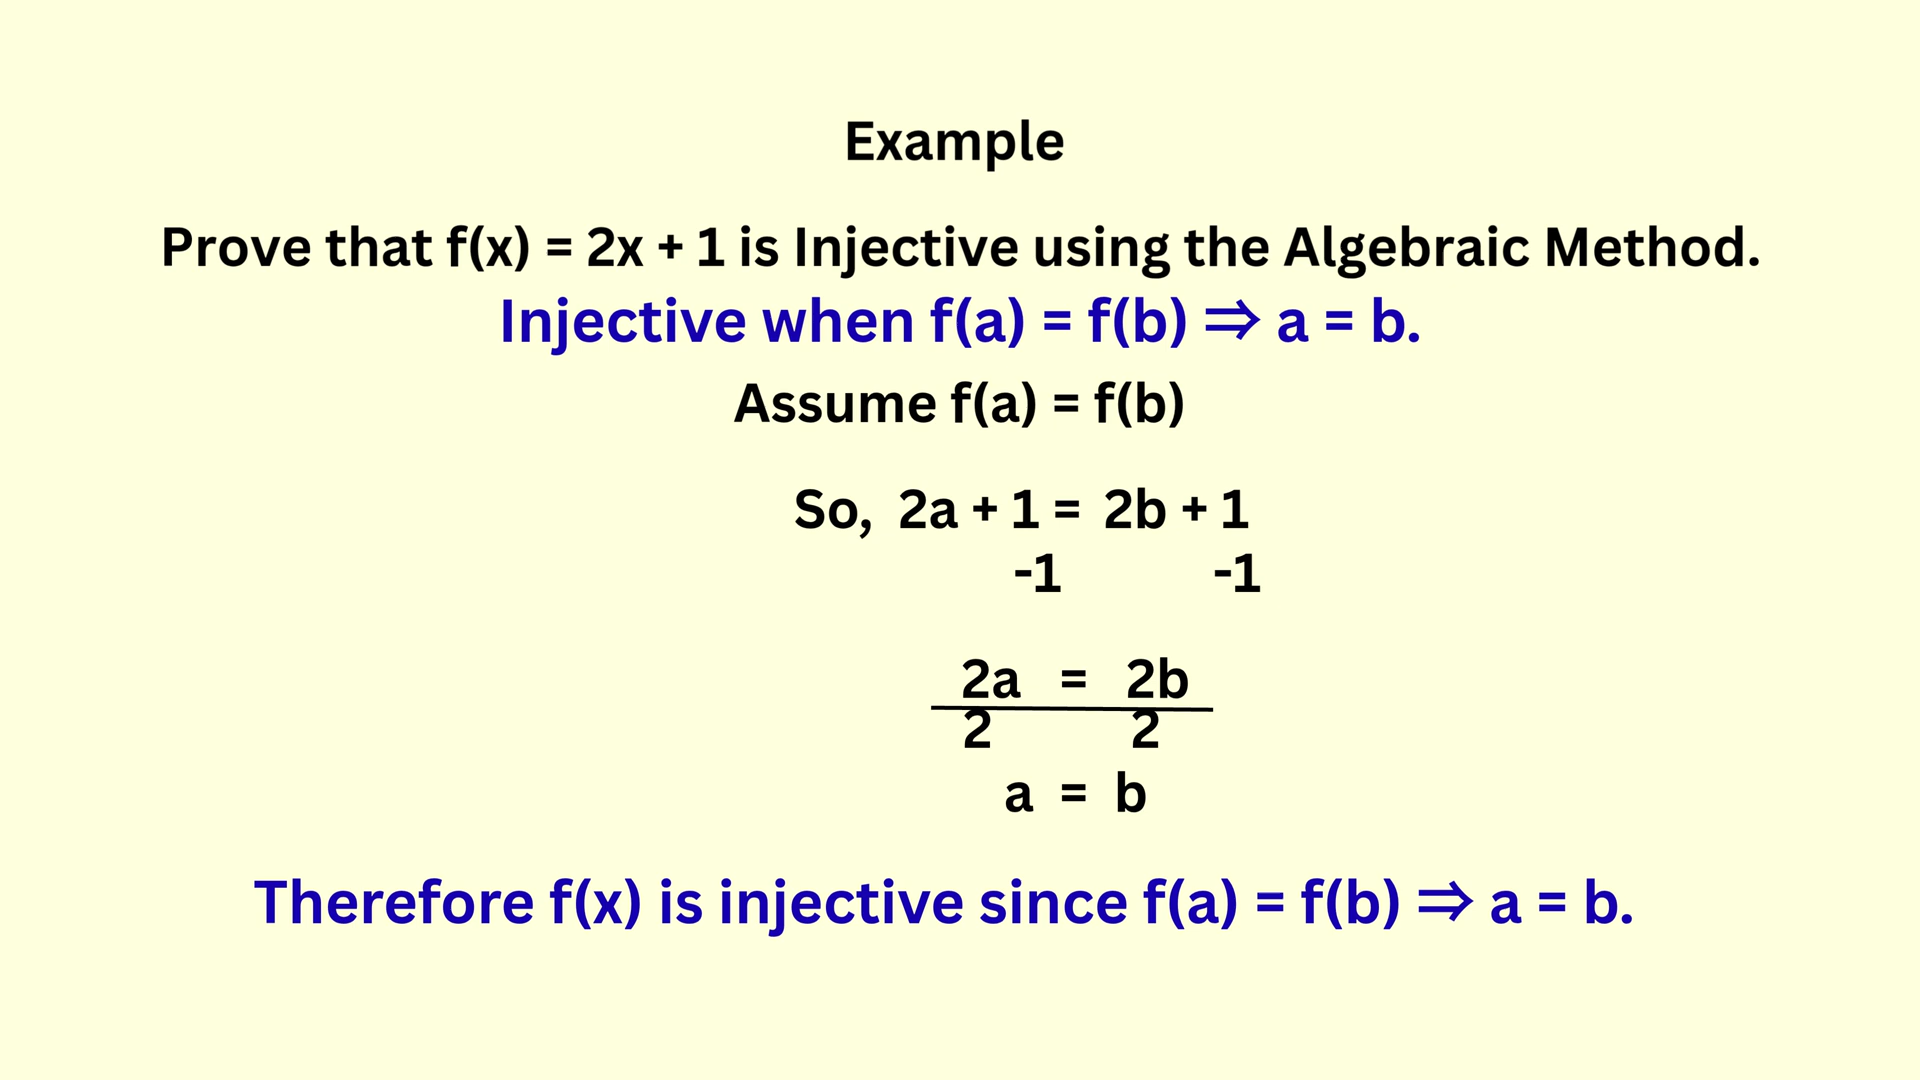 Example
Prove that f(x) = 2x + 1 is Injective using the Algebraic Method.
Injective when f(a) = f(b) ⇒ a = b.
Assume f(a) = f(b)
So, 2a + 1 = 2b + 1
-1 -1
2a = 2b
2 2
a = b
Therefore f(x) is injective since f(a) = f(b) ⇒ a = b.